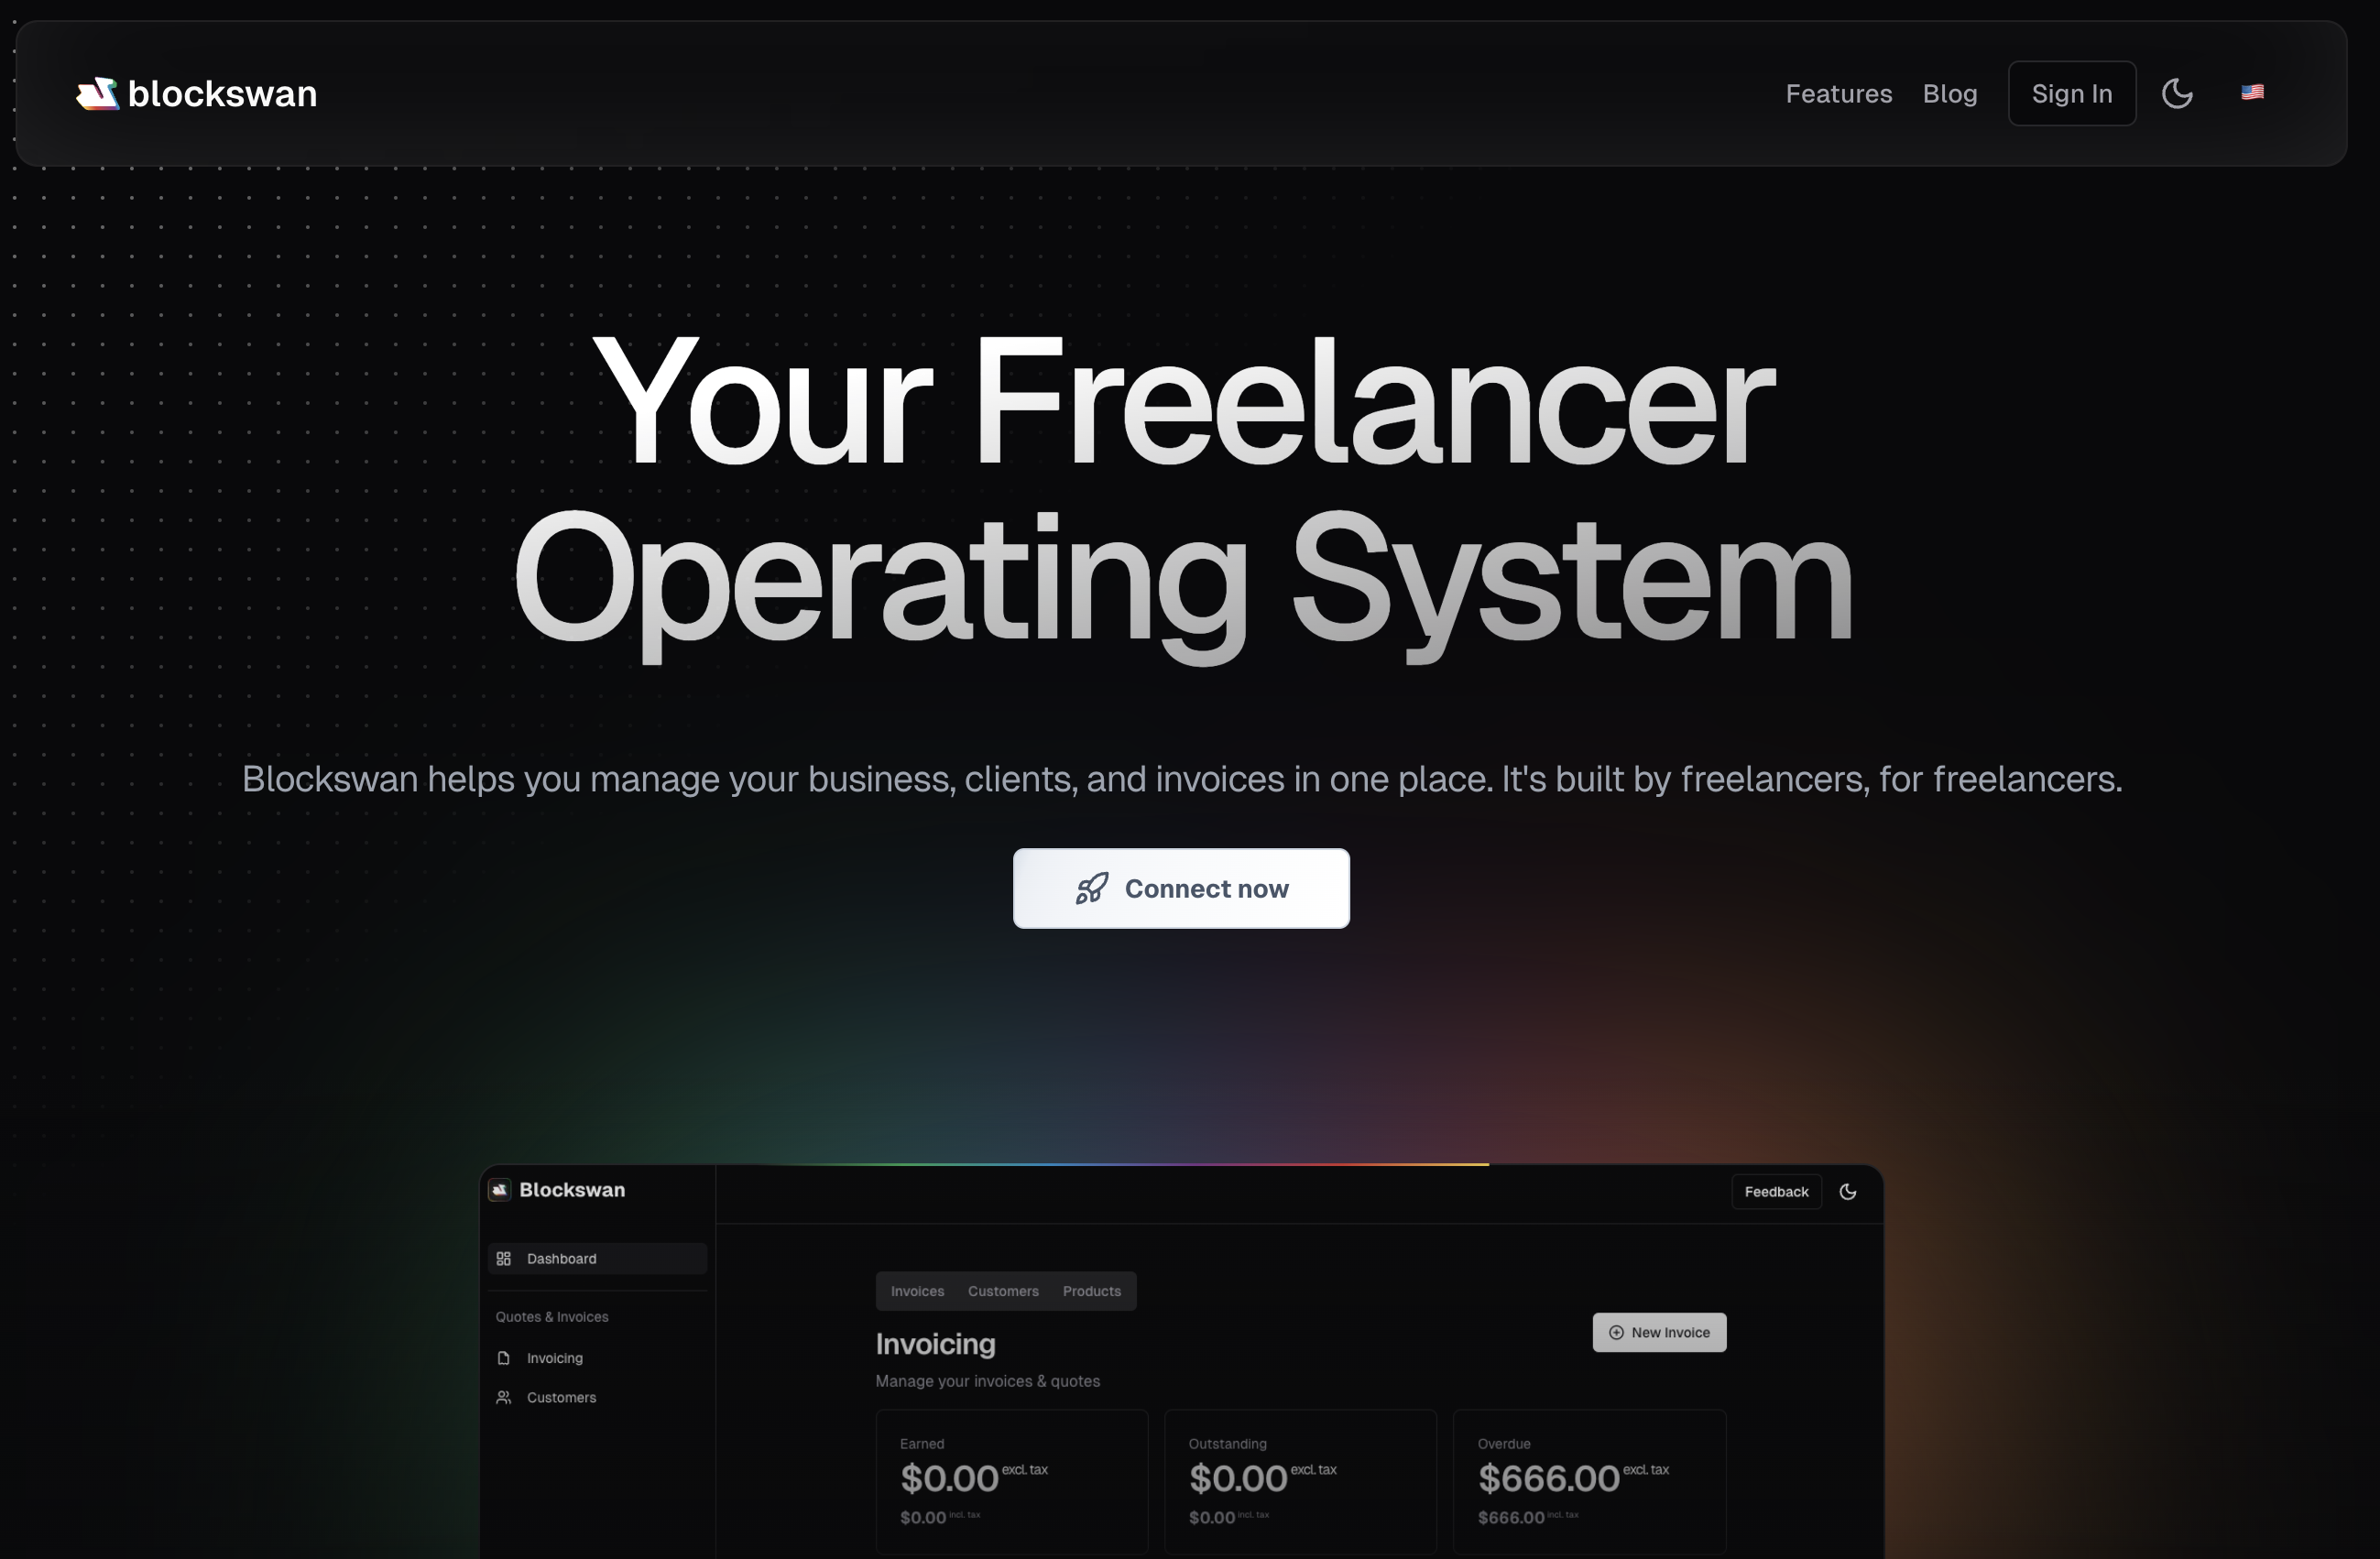 blockswan
Features Blog Sign In
Your Freelancer
Operating System
Blockswan helps you manage your business, clients, and invoices in one place. It's built by freelancers, for freelancers.
Connect now
Blockswan
Feedback
Dashboard
Quotes & Invoices
Invoicing
Customers
Invoices Customers Products
Invoicing
New Invoice
Manage your invoices & quotes
Earned
$0.00 excl. tax
$0.00 incl. tax
Outstanding
$0.00 excl. tax
$0.00 incl. tax
Overdue
$666.00 excl. tax
$666.00 incl. tax